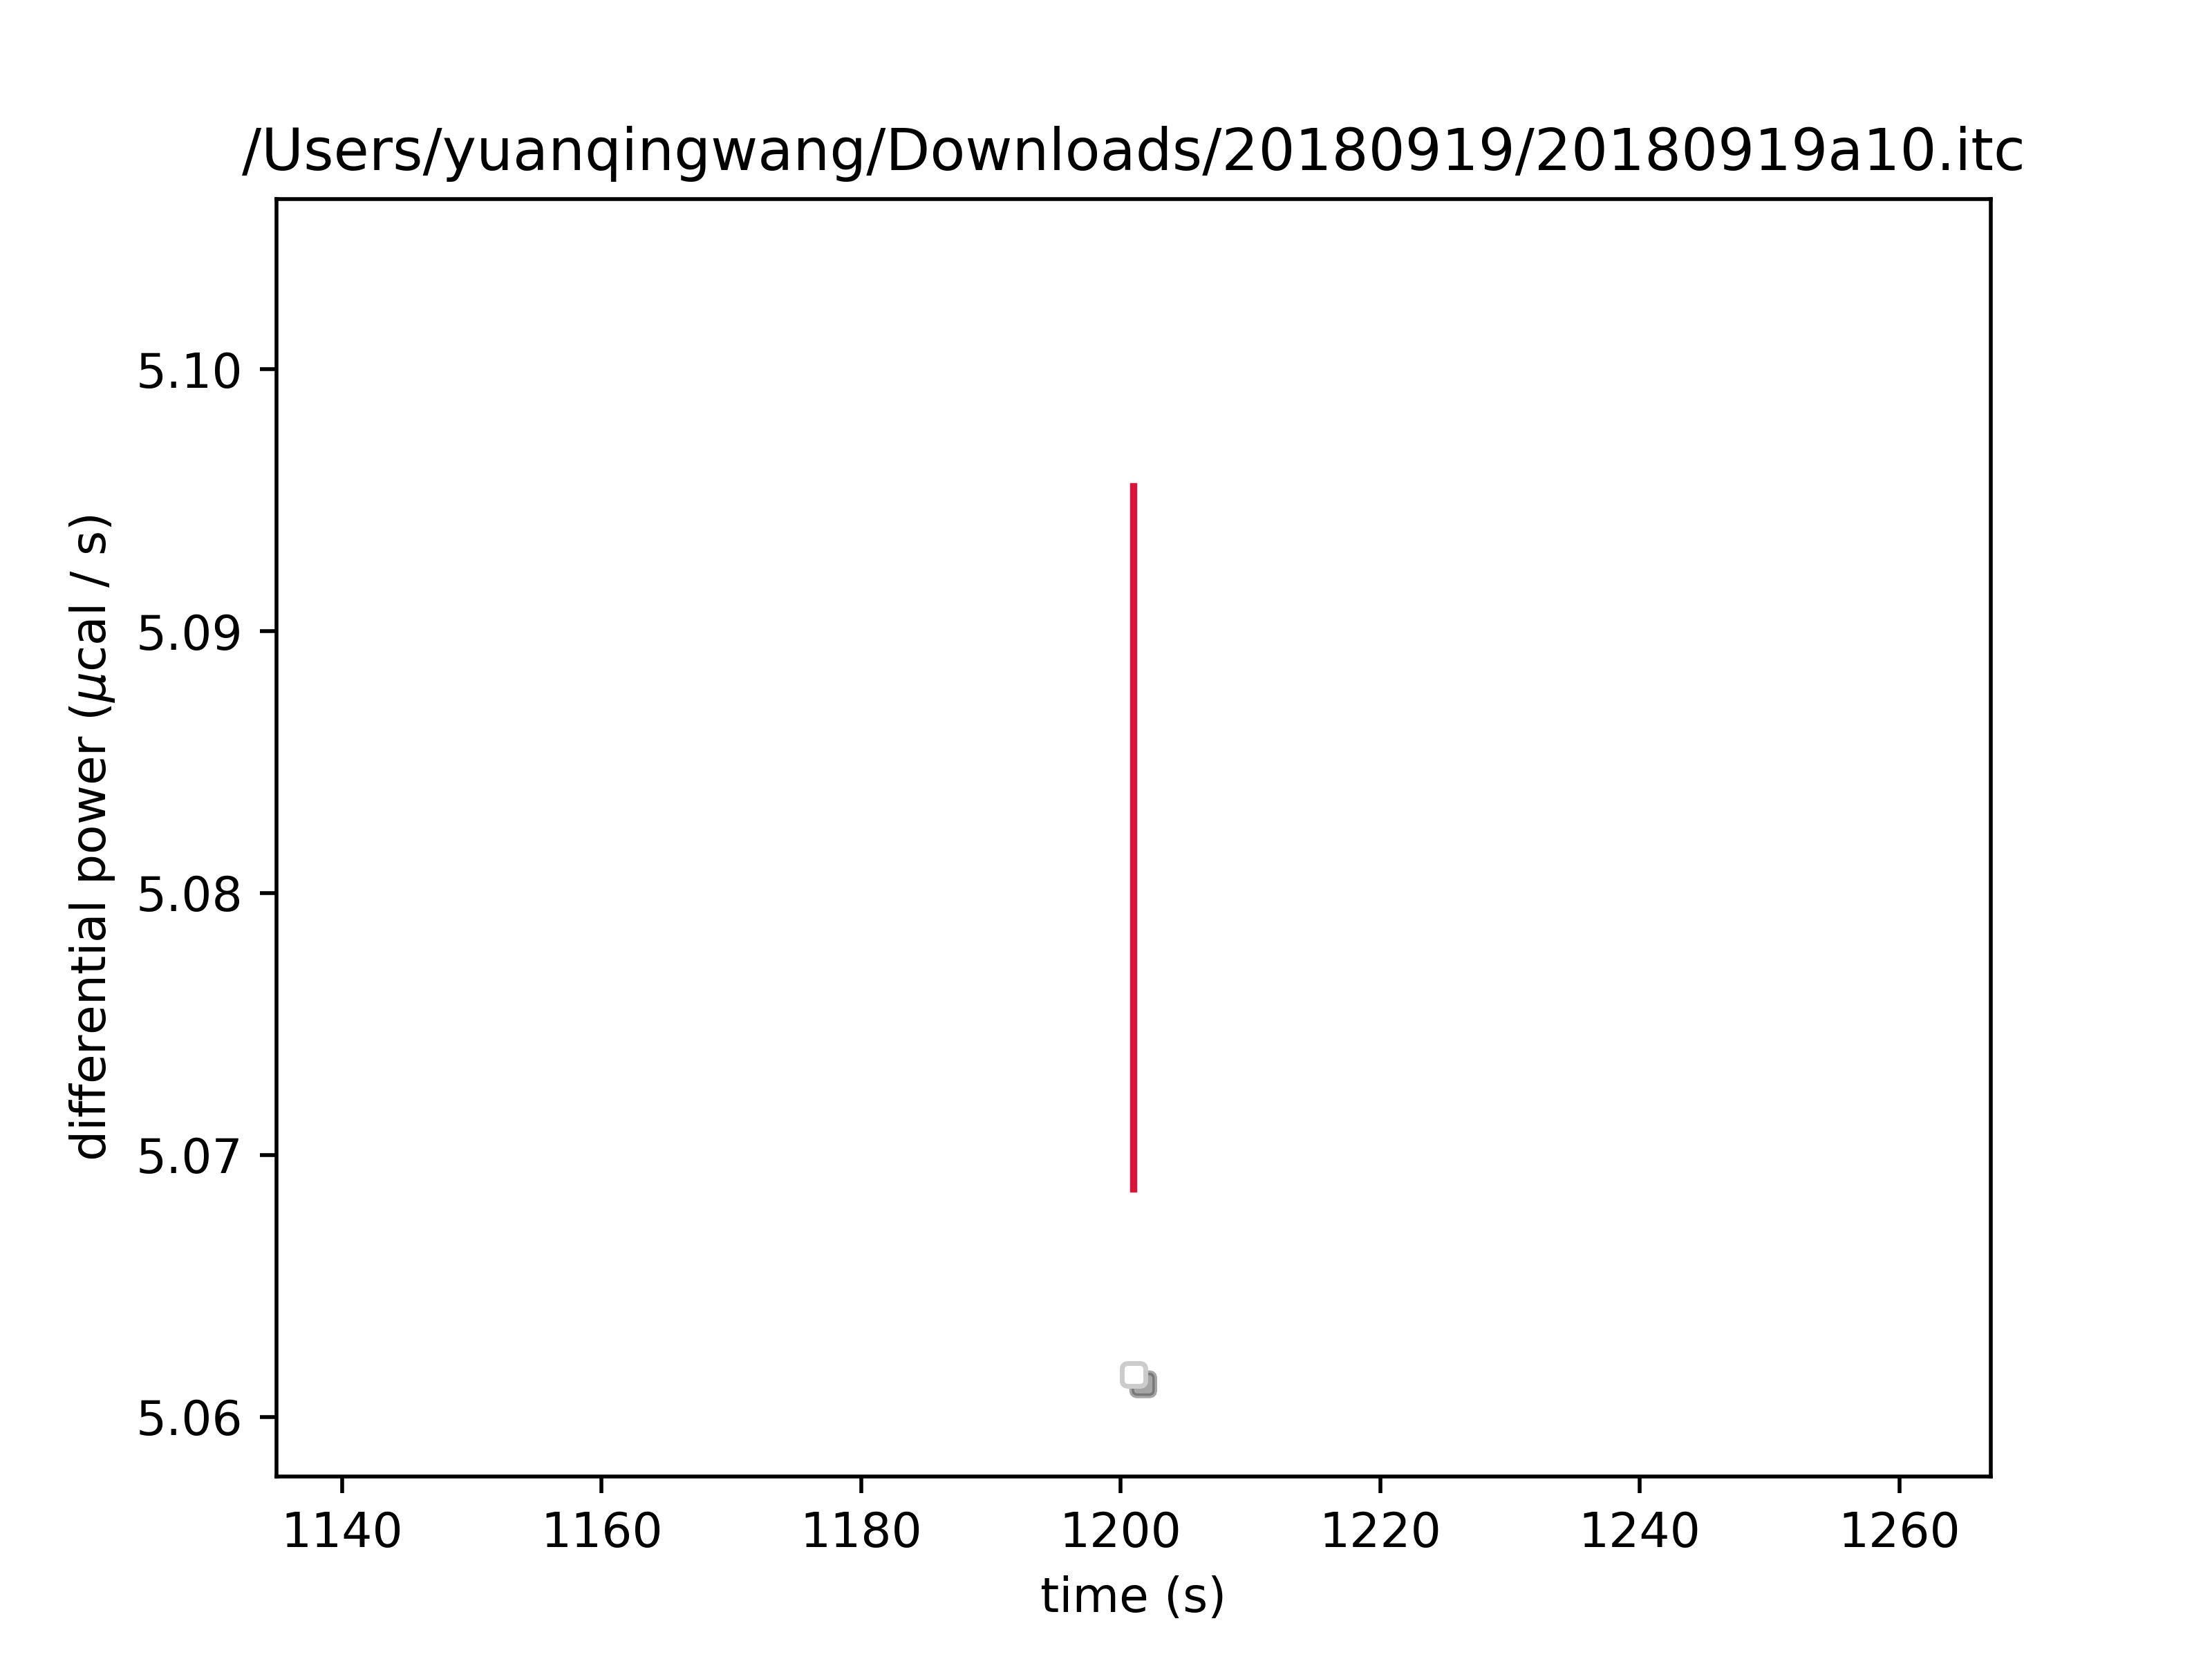 /Users/yuanqingwang/Downloads/20180919/20180919a10.itc
differential power (μcal / s)
5.10
5.09
5.08
5.07
5.06
1140 1160 1180 1200 1220 1240 1260
time (s)